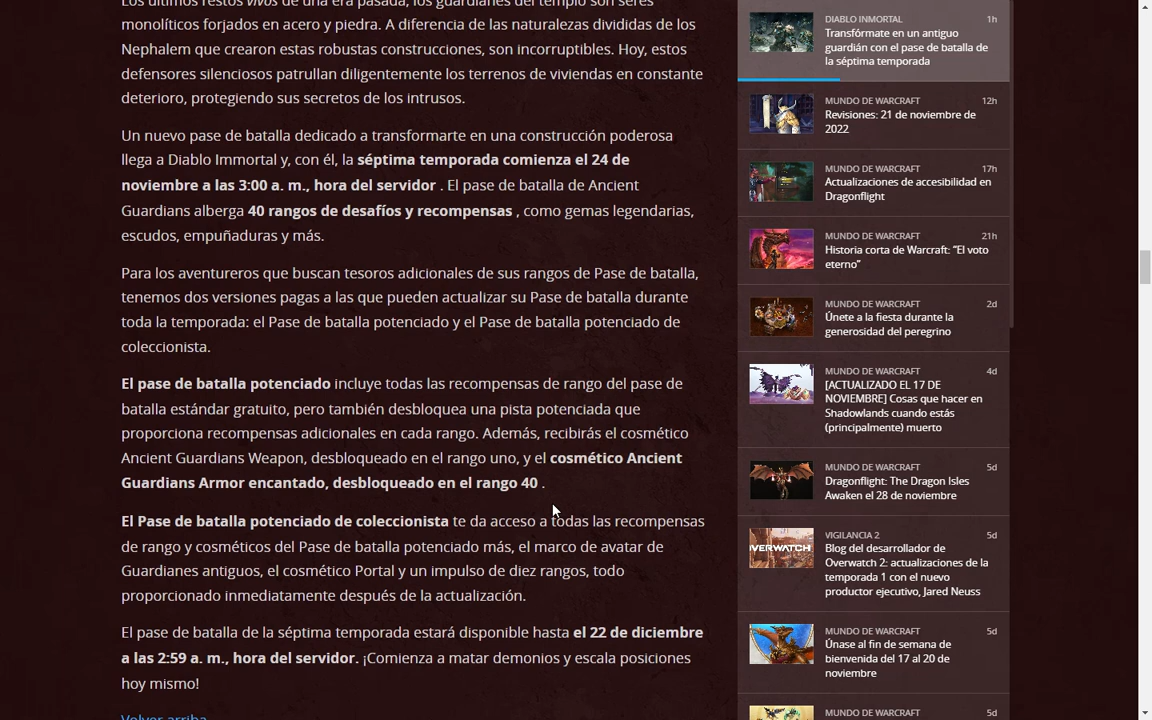 Los últimos restos vivos de una era pasada, los guardianes del templo son seres
monolíticos forjados en acero y piedra. A diferencia de las naturalezas divididas de los
Nephalem que crearon estas robustas construcciones, son incorruptibles. Hoy, estos
defensores silenciosos patrullan diligentemente los terrenos de viviendas en constante
deterioro, protegiendo sus secretos de los intrusos.
Un nuevo pase de batalla dedicado a transformarte en una construcción poderosa
llega a Diablo Immortal y, con él, la séptima temporada comienza el 24 de
noviembre a las 3:00 a. m., hora del servidor . El pase de batalla de Ancient
Guardians alberga 40 rangos de desafíos y recompensas , como gemas legendarias,
escudos, empuñaduras y más.
Para los aventureros que buscan tesoros adicionales de sus rangos de Pase de batalla,
tenemos dos versiones pagas a las que pueden actualizar su Pase de batalla durante
toda la temporada: el Pase de batalla potenciado y el Pase de batalla potenciado de
coleccionista.
El pase de batalla potenciado incluye todas las recompensas de rango del pase de
batalla estándar gratuito, pero también desbloquea una pista potenciada que
proporciona recompensas adicionales en cada rango. Además, recibirás el cosmético
Ancient Guardians Weapon, desbloqueado en el rango uno, y el cosmético Ancient
Guardians Armor encantado, desbloqueado en el rango 40 .
El Pase de batalla potenciado de coleccionista te da acceso a todas las recompensas
de rango y cosméticos del Pase de batalla potenciado más, el marco de avatar de
Guardianes antiguos, el cosmético Portal y un impulso de diez rangos, todo
proporcionado inmediatamente después de la actualización.
El pase de batalla de la séptima temporada estará disponible hasta el 22 de diciembre
a las 2:59 a. m., hora del servidor. ¡Comienza a matar demonios y escala posiciones
hoy mismo!
Volver arriba
DIABLO INMORTAL 1h
Transfórmate en un antiguo
guardián con el pase de batalla de
la séptima temporada
MUNDO DE WARCRAFT 12h
Revisiones: 21 de noviembre de
2022
MUNDO DE WARCRAFT 17h
Actualizaciones de accesibilidad en
Dragonflight
MUNDO DE WARCRAFT 21h
Historia corta de Warcraft: “El voto
eterno”
MUNDO DE WARCRAFT 2d
Únete a la fiesta durante la
generosidad del peregrino
MUNDO DE WARCRAFT 4d
[ACTUALIZADO EL 17 DE
NOVIEMBRE] Cosas que hacer en
Shadowlands cuando estás
(principalmente) muerto
MUNDO DE WARCRAFT 5d
Dragonflight: The Dragon Isles
Awaken el 28 de noviembre
VIGILANCIA 2 5d
VERWATCH
Blog del desarrollador de
Overwatch 2: actualizaciones de la
temporada 1 con el nuevo
productor ejecutivo, Jared Neuss
MUNDO DE WARCRAFT 5d
Únase al fin de semana de
bienvenida del 17 al 20 de
noviembre
MUNDO DE WARCRAFT 5d